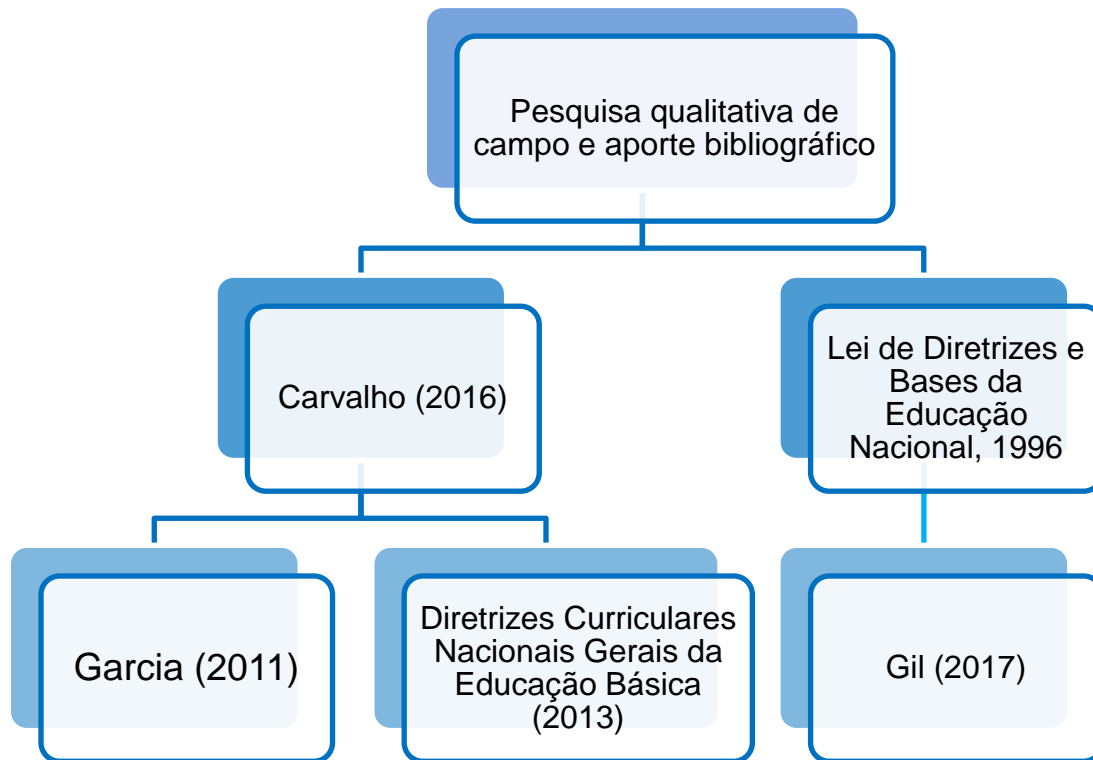 Pesquisa qualitativa de
campo e aporte bibliográfico
Carvalho (2016)
Lei de Diretrizes e
Bases da
Educação
Nacional, 1996
Garcia (2011)
Diretrizes Curriculares
Nacionais Gerais da
Educação Básica
(2013)
Gil (2017)